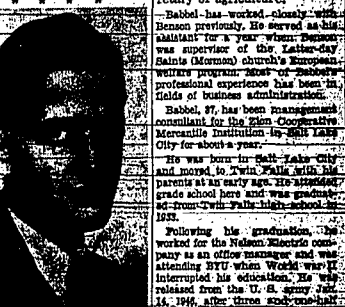 retary of agriculture.
Babbel has worked closely with
Benson previously. He served as his
assistant for a year when Benson
was supervisor of the Latter-day
Saints (Mormon) church's European
welfare program. Most of Babbel's
professional experience has been in
fields of business administration.
Babbel, 37, has been management
consultant for the Zion Cooperative
Mercantile Institution in Salt Lake
City for about a year.
He was born in Salt Lake City
and moved to Twin Falls with his
parents at an early age. He attended
grade school here and was graduat-
ed from Twin Falls high school in
1933.
Following his graduation, he
worked for the Nelson Electric com-
pany as an office manager and was
attending BYU when World war II
interrupted his education. He was
released from the U. S. army Jan.
14, 1946, after three and one-half